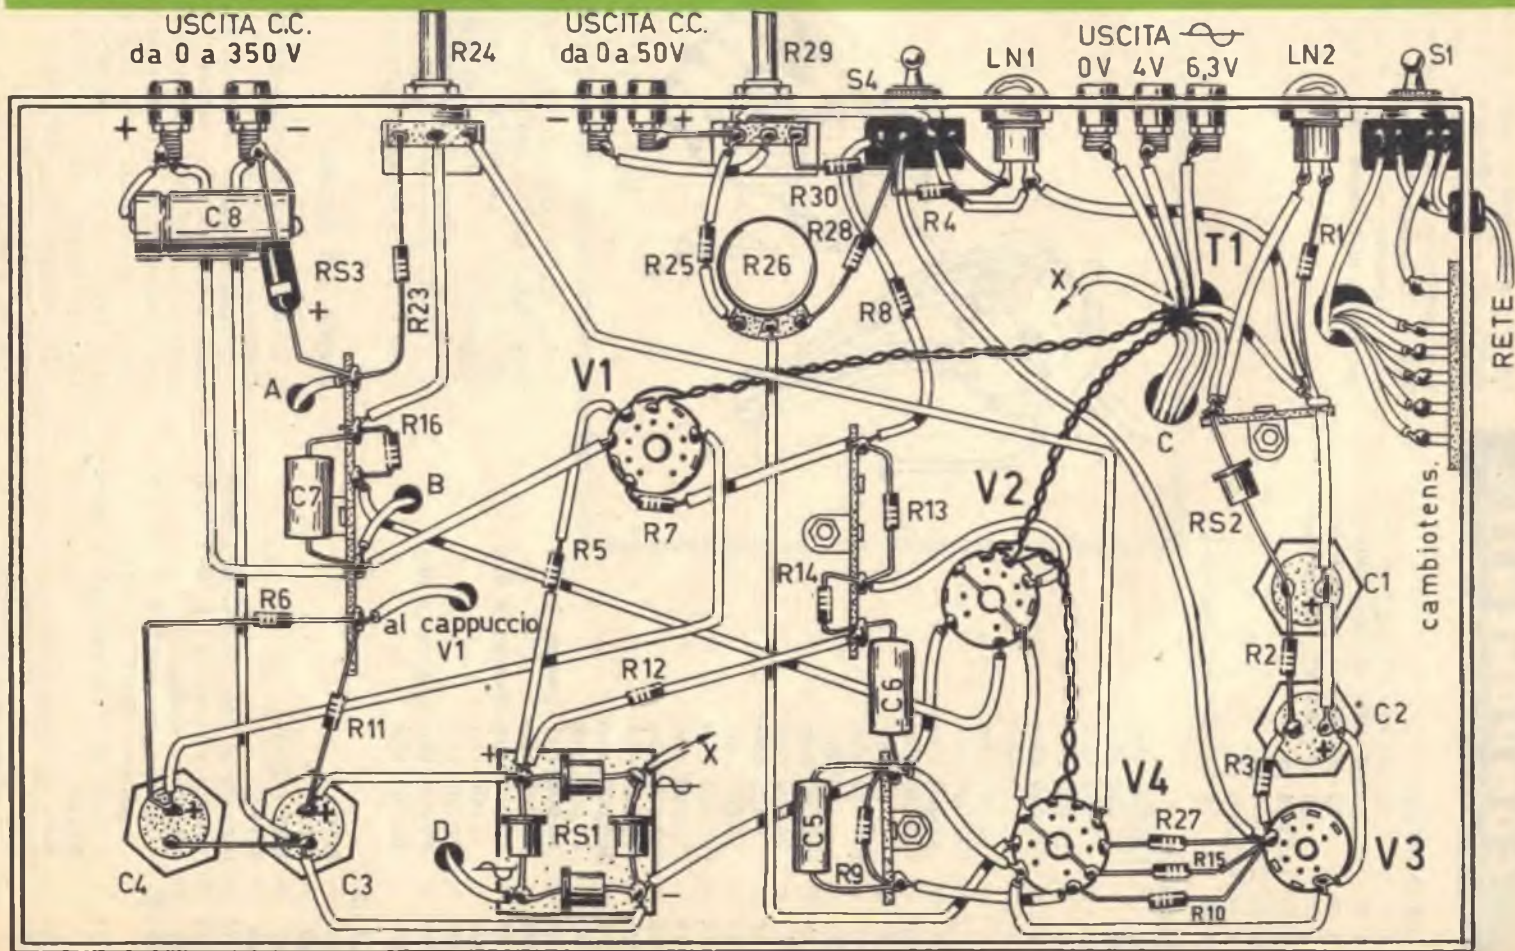 USCITA C.C.
da 0 a 350 V
R24
USCITA C.C.
da 0 a 50V
R29
S4
LN1
USCITA
0V 4V 6,3V
LN2
S1
+
-
-
+
C8
R30
R4
R28
R25
R26
R1
T1
X
RETE
RS3
+
R23
R8
A
V1
R16
C
C7
B
V2
R7
R13
RS2
cambiotens.
R5
R14
C1
R6
al cappuccio
V1
R2
R12
C6
R11
C2
+
X
R3
V4
D
RS1
C5
R27
V3
R9
R15
C4
C3
-
R10
+
+
+
+